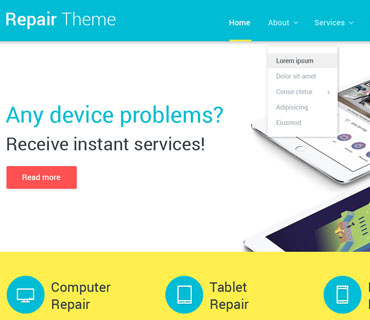 Repair Theme
Home About Services
Lorem ipsum
Dolor sit amet
Conse ctetur
Adipisicing
Eiusmod
Any device problems?
Receive instant services!
Read more
Computer
Repair
Tablet
Repair